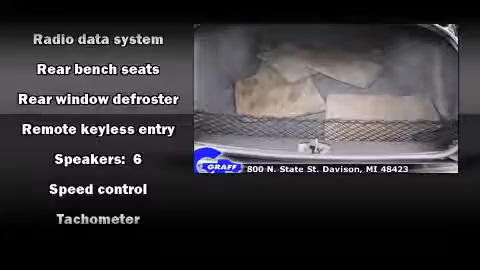 Radio data system
Rear bench seats
Rear window defroster
Remote keyless entry
Speakers: 6
Speed control
Tachometer
GRAFF
800 N. State St. Davison, MI 48423